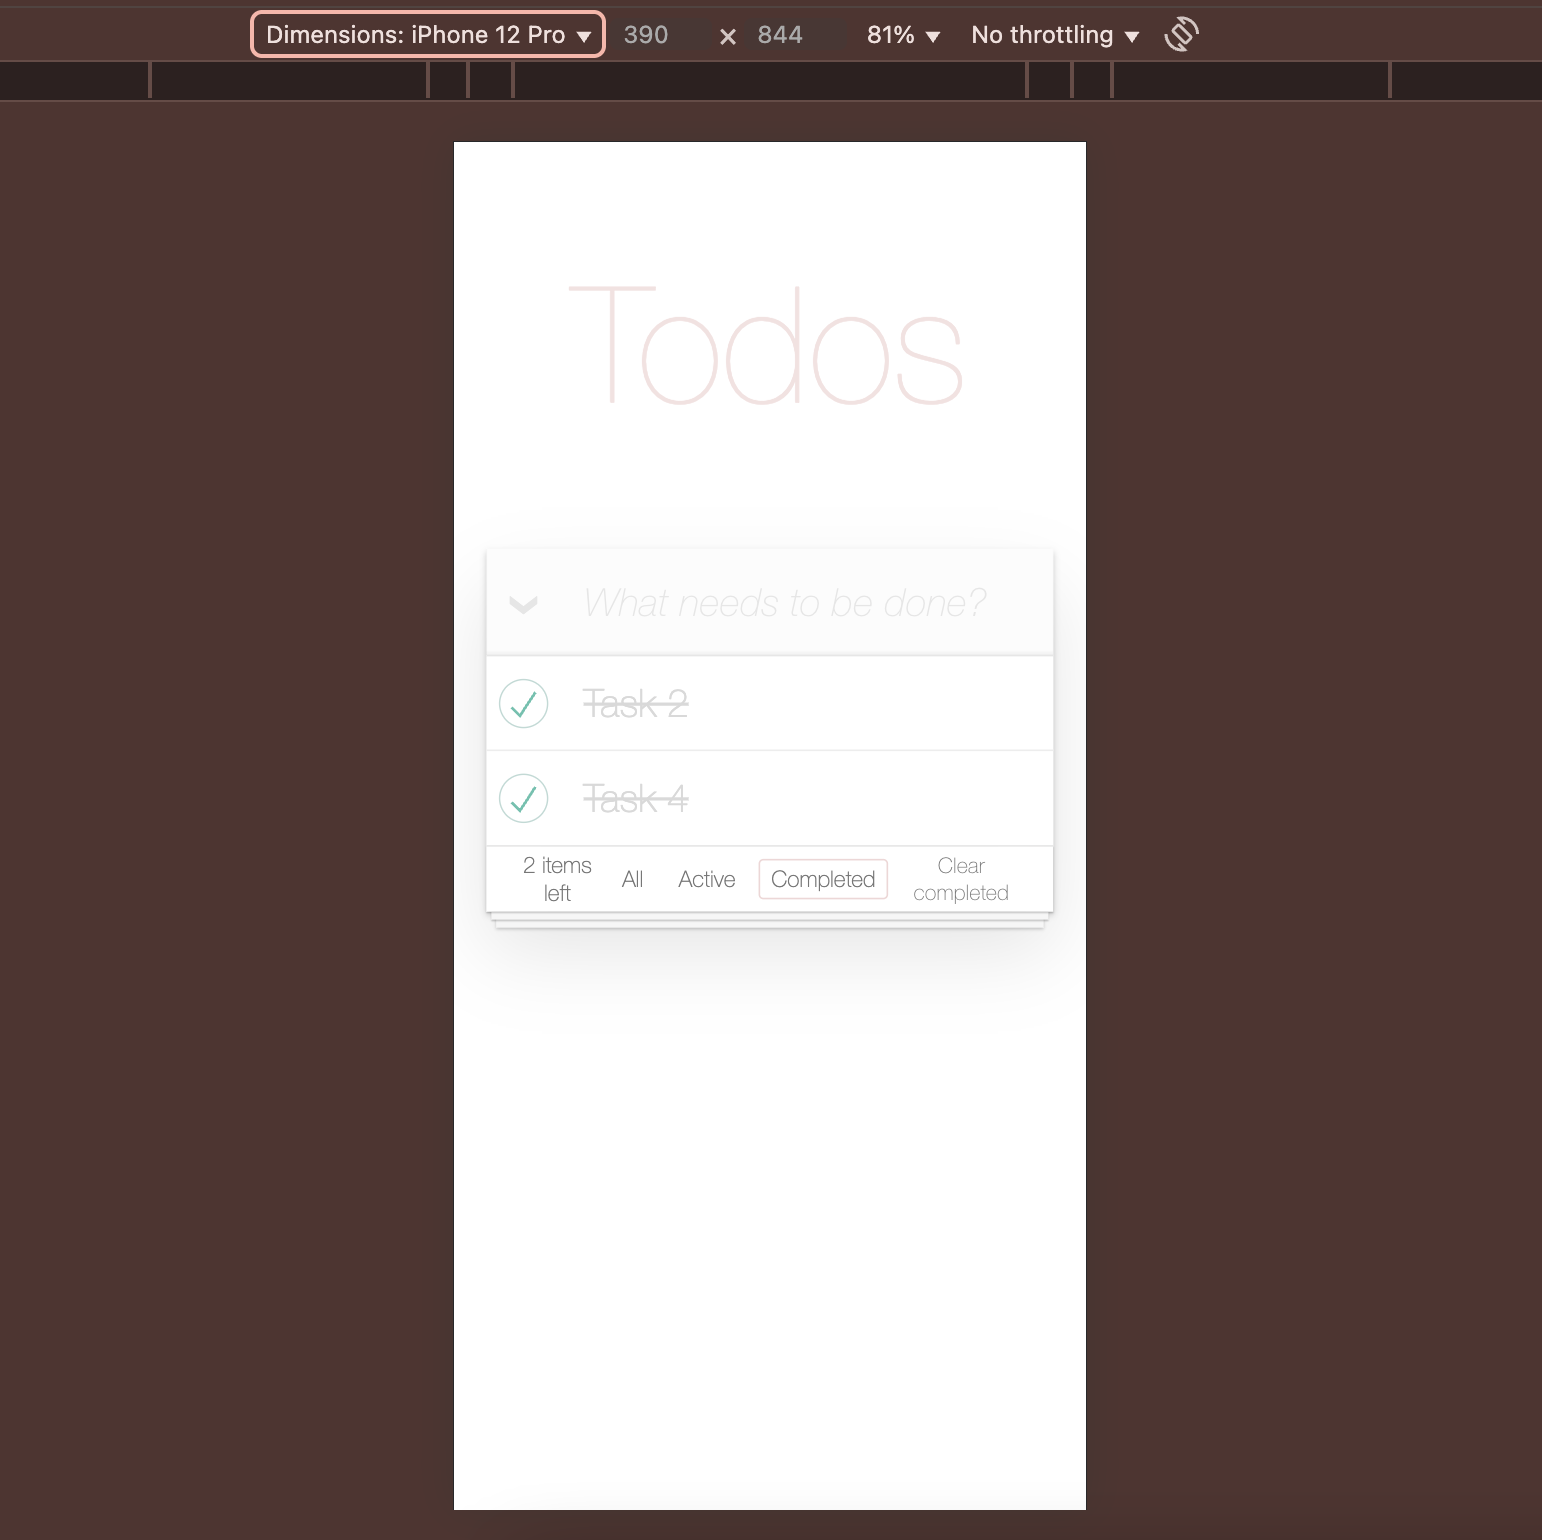 Dimensions: iPhone 12 Pro 390 × 844 81% No throttling
Todos
What needs to be done?
Task 2
Task 4
2 items left All Active Completed Clear completed